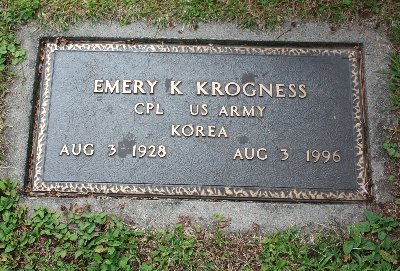 EMERY K KROGNESS
CPL US ARMY
KOREA
AUG 3 1928 AUG 3 1996